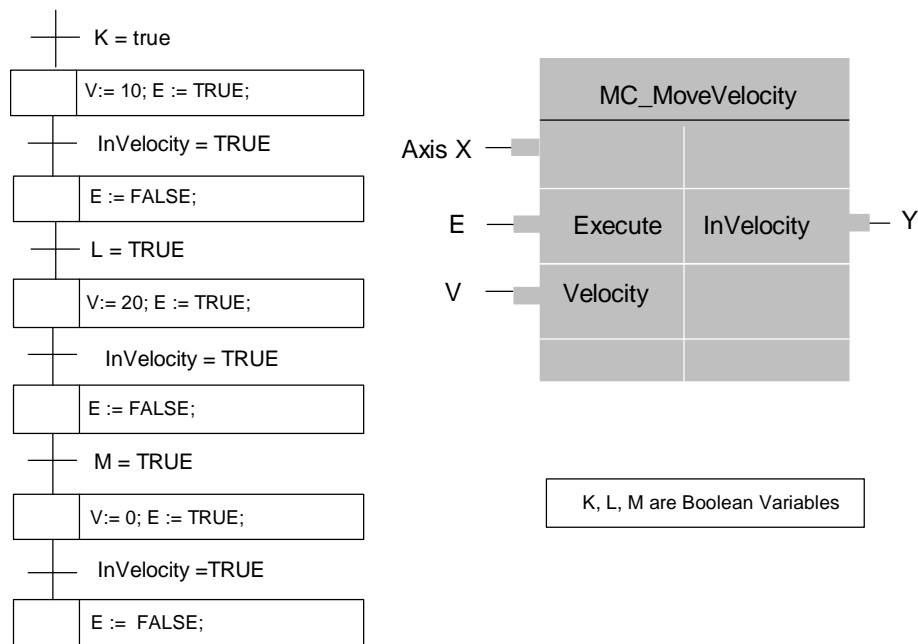 K = true
V:= 10; E := TRUE;
InVelocity = TRUE
E := FALSE;
L = TRUE
V:= 20; E := TRUE;
InVelocity = TRUE
E := FALSE;
M = TRUE
V:= 0; E := TRUE;
InVelocity =TRUE
E := FALSE;
MC_MoveVelocity
Axis X
E Execute InVelocity Y
V Velocity
K, L, M are Boolean Variables